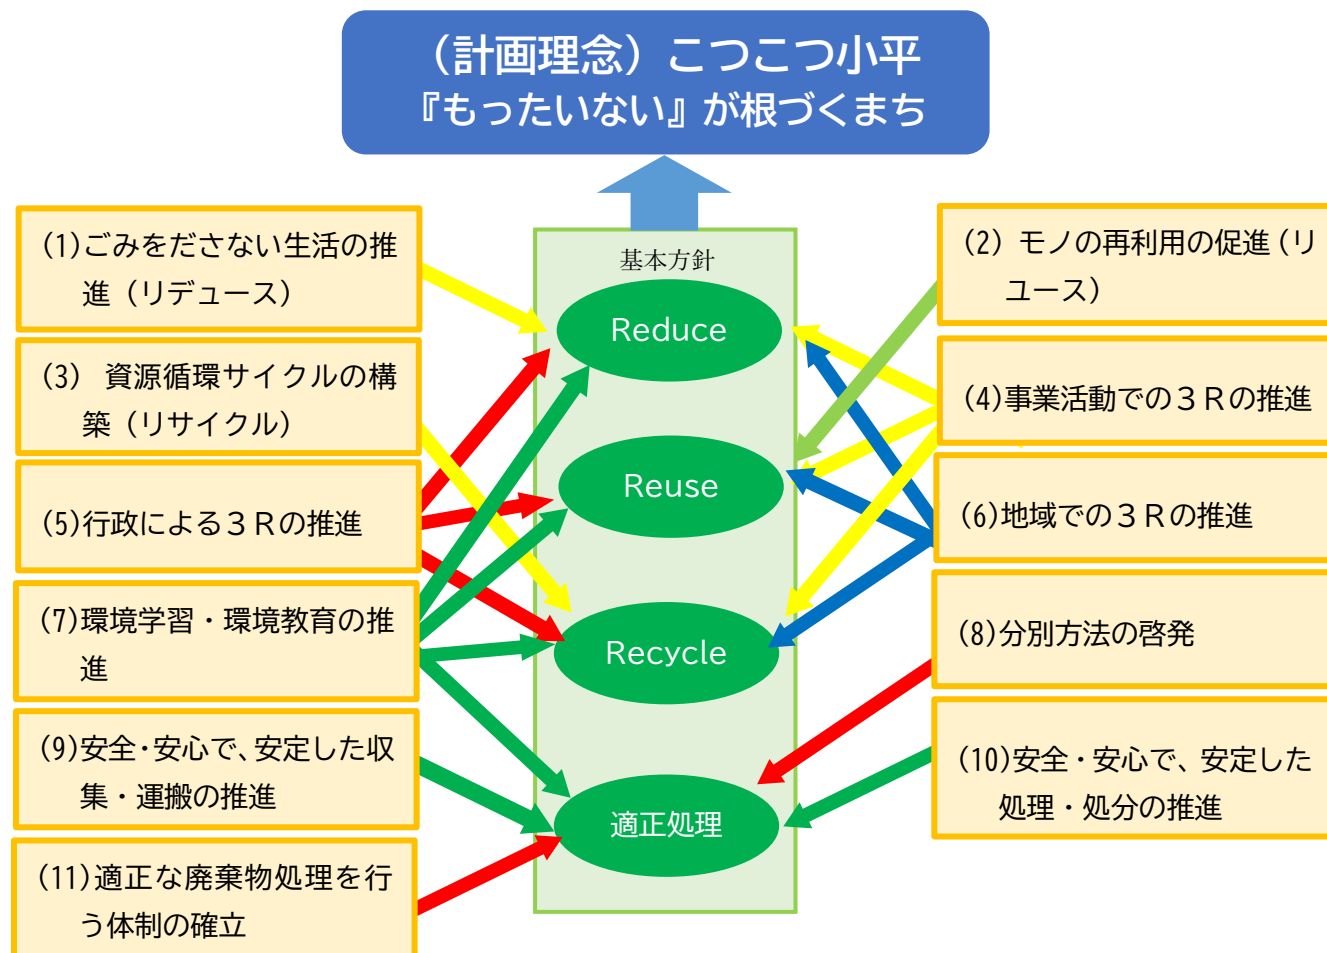 （計画理念）こつこつ小平
『もったいない』が根づくまち
基本方針
Reduce
Reuse
Recycle
適正処理
(1)ごみをださない生活の推
進（リデュース）
(2) モノの再利用の促進（リ
ユース）
(3) 資源循環サイクルの構
築（リサイクル）
(4)事業活動での３Ｒの推進
(5)行政による３Ｒの推進
(6)地域での３Ｒの推進
(7)環境学習・環境教育の推
進
(8)分別方法の啓発
(9)安全・安心で、安定した収
集・運搬の推進
(10)安全・安心で、安定した
処理・処分の推進
(11)適正な廃棄物処理を行
う体制の確立